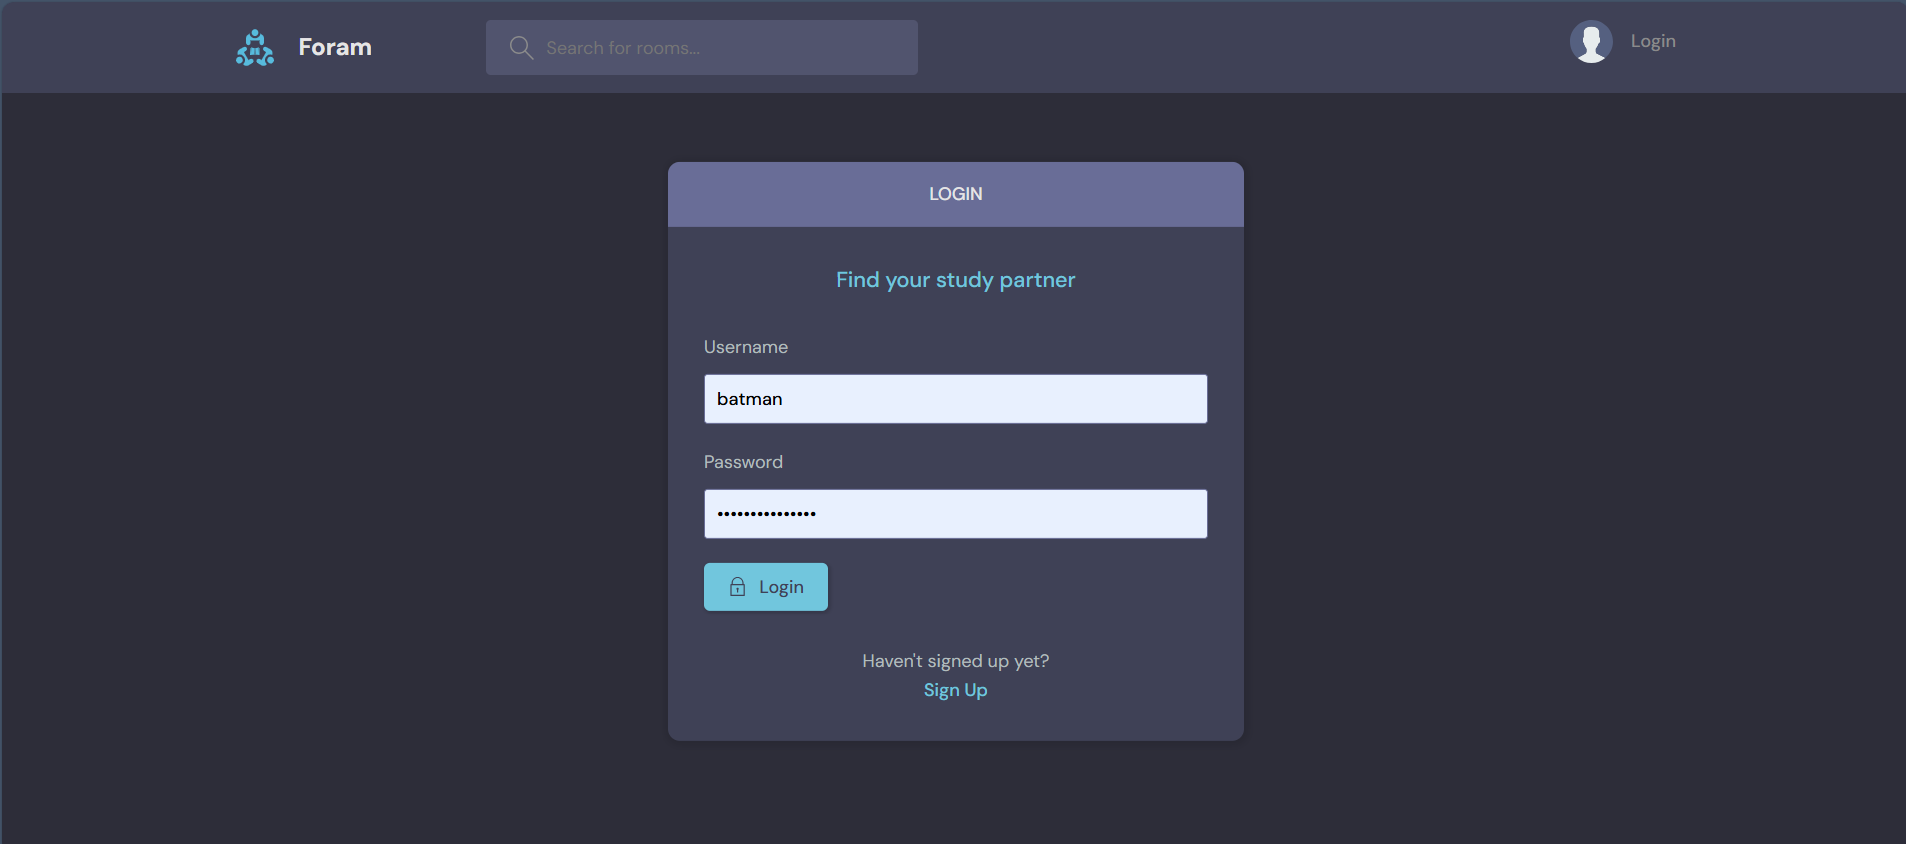 Foram
Search for rooms...
Login
LOGIN
Find your study partner
Username
batman
Password
•••••••••••••••
Login
Haven't signed up yet?
Sign Up